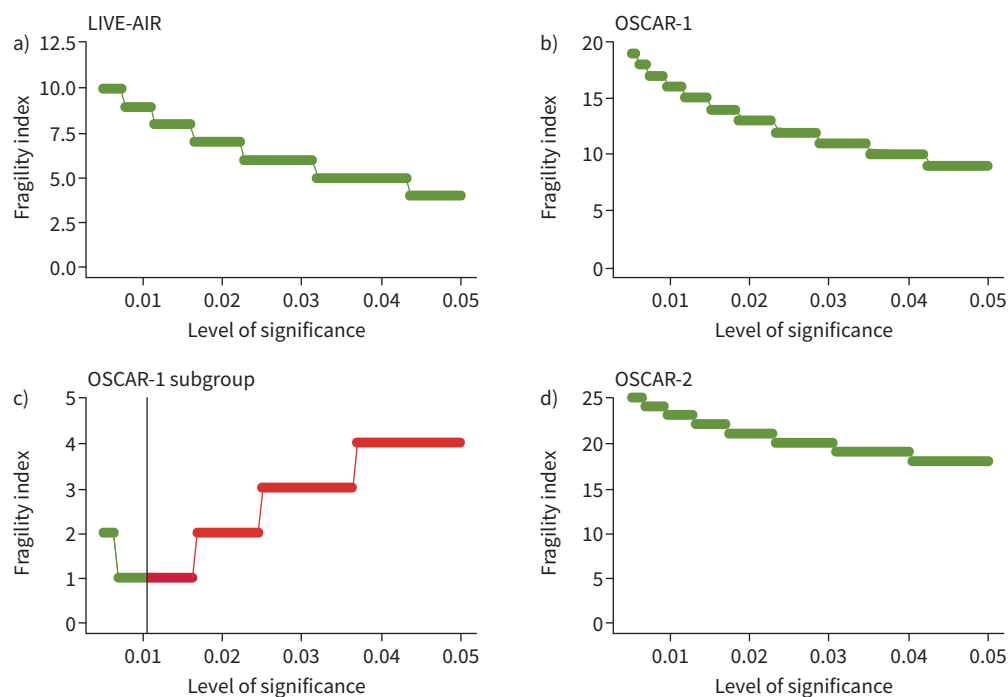 a)
LIVE-AIR
12.5
10.0
7.5
5.0
2.5
0.0
Fragility index
0.01 0.02 0.03 0.04 0.05
Level of significance
b)
OSCAR-1
20
15
10
5
0
Fragility index
0.01 0.02 0.03 0.04 0.05
Level of significance
c)
OSCAR-1 subgroup
5
4
3
2
1
0
Fragility index
0.01 0.02 0.03 0.04 0.05
Level of significance
d)
OSCAR-2
25
20
15
10
5
0
Fragility index
0.01 0.02 0.03 0.04 0.05
Level of significance